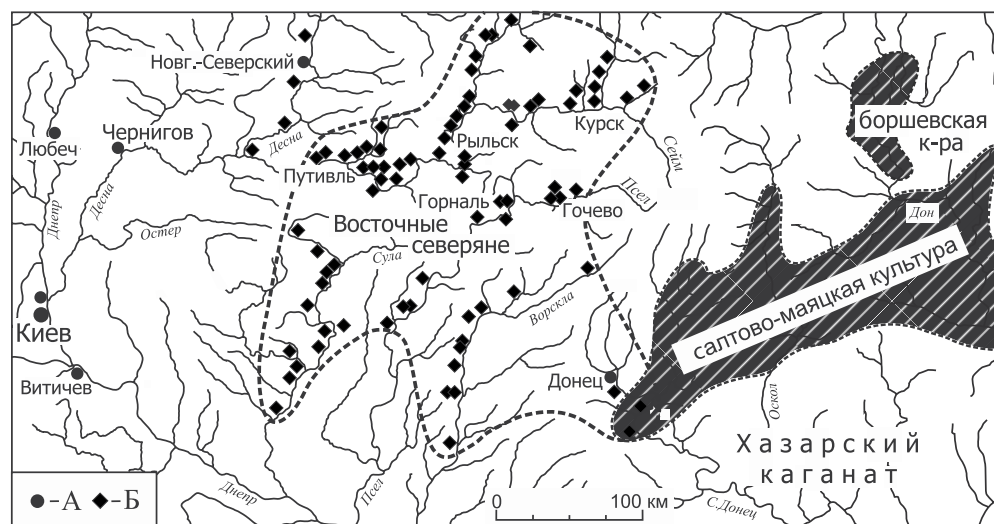 Новг.-Северский
Любеч
Чернигов
Десна
Курск
боршевская
к-ра
Рыльск
Путивль
Сейм
Десна
Днепр
Остер
Горналь
Гочево
Псел
Дон
Восточные
северяне
Сула
салтово-маяцкая культура
Киев
Ворскла
Витичев
Донец
Оскол
Хазарский
каганат
-А -Б
Днепр
Псел
0 100 км
С.Донец